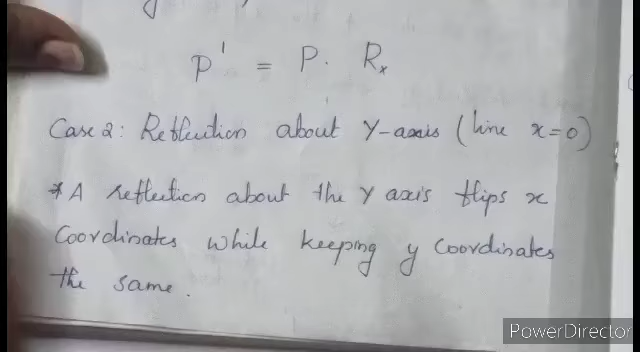 P' = P. Rx
Case 2: Reflection about Y-axis (line x=0)
* A reflection about the Y axis flips x
Coordinates while keeping y Coordinates
the same.
PowerDirector